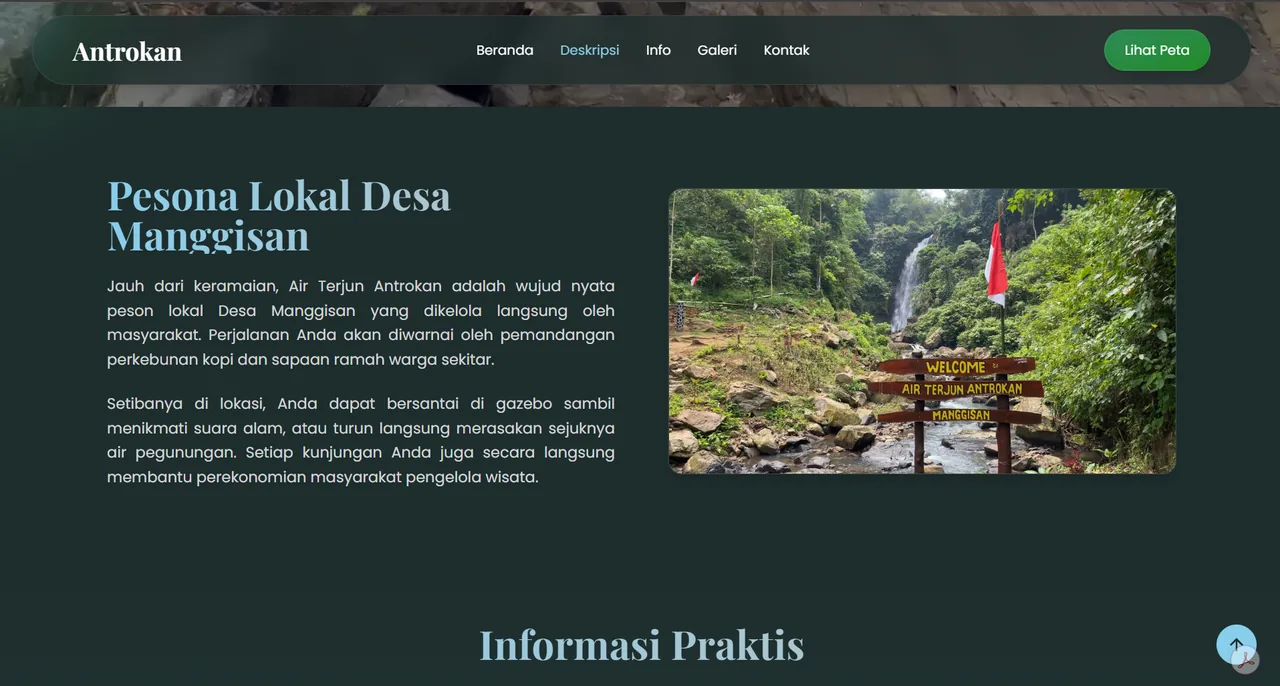 Antrokan
Beranda Deskripsi Info Galeri Kontak
Lihat Peta
Pesona Lokal Desa
Manggisan
Jauh dari keramaian, Air Terjun Antrokan adalah wujud nyata
peson lokal Desa Manggisan yang dikelola langsung oleh
masyarakat. Perjalanan Anda akan diwarnai oleh pemandangan
perkebunan kopi dan sapaan ramah warga sekitar.
Setibanya di lokasi, Anda dapat bersantai di gazebo sambil
menikmati suara alam, atau turun langsung merasakan sejuknya
air pegunungan. Setiap kunjungan Anda juga secara langsung
membantu perekonomian masyarakat pengelola wisata.
WELCOME
AIR TERJUN ANTROKAN
MANGGISAN
Informasi Praktis